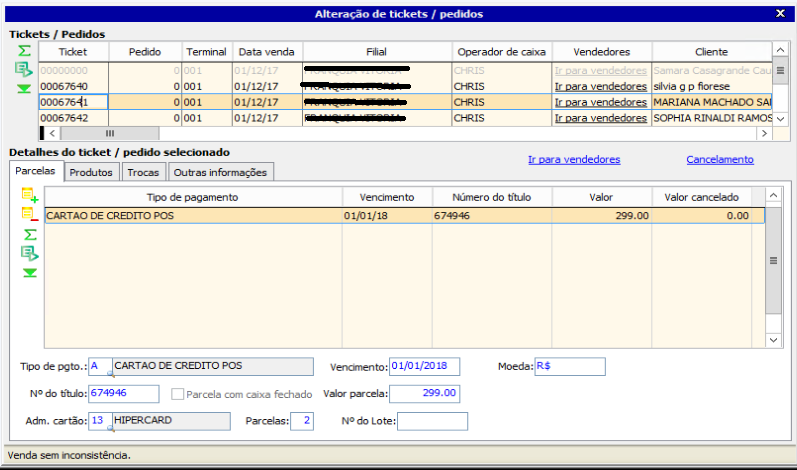 Alteração de tickets / pedidos
Tickets / Pedidos
Ticket Pedido Terminal Data venda Filial Operador de caixa Vendedores Cliente
00000000 0 001 01/12/17 CHRIS Ir para vendedores Samara Casagrande Cau
00067640 0 001 01/12/17 CHRIS Ir para vendedores silvia g p fiorese
00067641 0 001 01/12/17 CHRIS Ir para vendedores MARIANA MACHADO SAI
00067642 0 001 01/12/17 CHRIS Ir para vendedores SOPHIA RINALDI RAMOS
Detalhes do ticket / pedido selecionado
Ir para vendedores Cancelamento
Parcelas Produtos Trocas Outras informações
Tipo de pagamento Vencimento Número do título Valor Valor cancelado
CARTAO DE CREDITO POS 01/01/18 674946 299.00 0.00
Tipo de pgto.: A CARTAO DE CREDITO POS Vencimento: 01/01/2018 Moeda: R$
Nº do título: 674946 Parcela com caixa fechado Valor parcela: 299.00
Adm. cartão: 13 HIPERCARD Parcelas: 2 Nº do Lote:
Venda sem inconsistência.